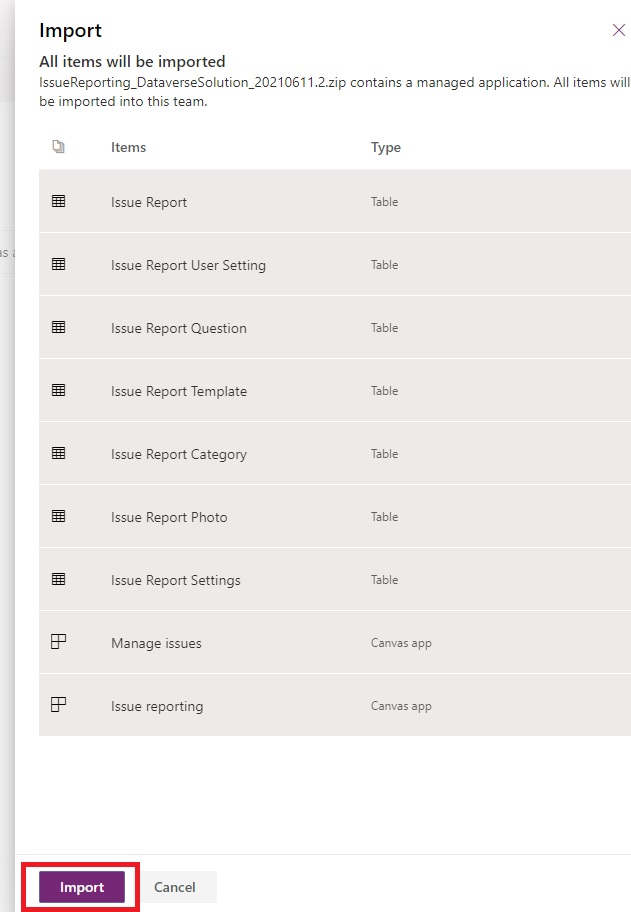 Import
All items will be imported
IssueReporting_DataverseSolution_20210611.2.zip contains a managed application. All items will
be imported into this team.
Items Type
Issue Report Table
Issue Report User Setting Table
Issue Report Question Table
Issue Report Template Table
Issue Report Category Table
Issue Report Photo Table
Issue Report Settings Table
Manage issues Canvas app
Issue reporting Canvas app
Import Cancel